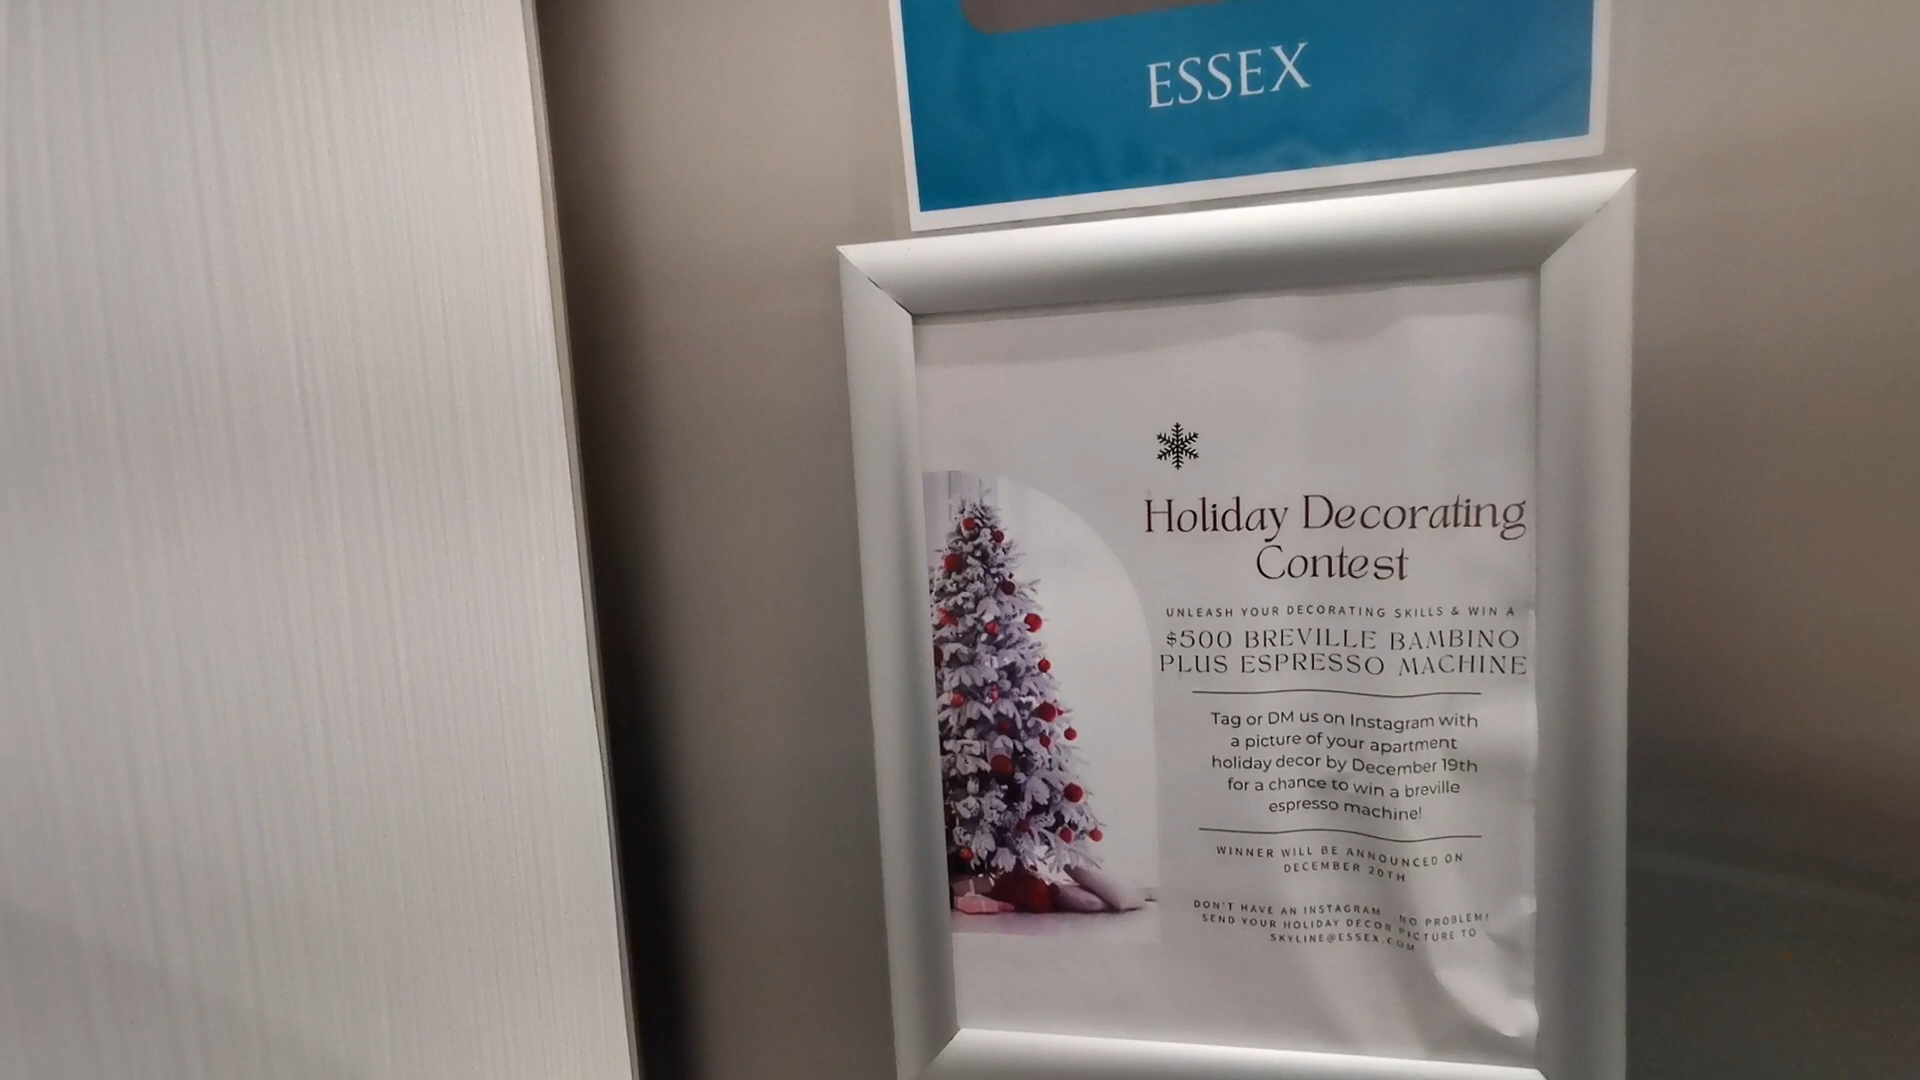 ESSEX
Holiday Decorating
Contest
UNLEASH YOUR DECORATING SKILLS & WIN A
$500 BREVILLE BAMBINO
PLUS ESPRESSO MACHINE
Tag or DM us on Instagram with
a picture of your apartment
holiday decor by December 19th
for a chance to win a breville
espresso machine!
WINNER WILL BE ANNOUNCED ON
DECEMBER 20TH
DON'T HAVE AN INSTAGRAM NO PROBLEM!
SEND YOUR HOLIDAY DECOR PICTURE TO
SKYLINE@ESSEX.COM